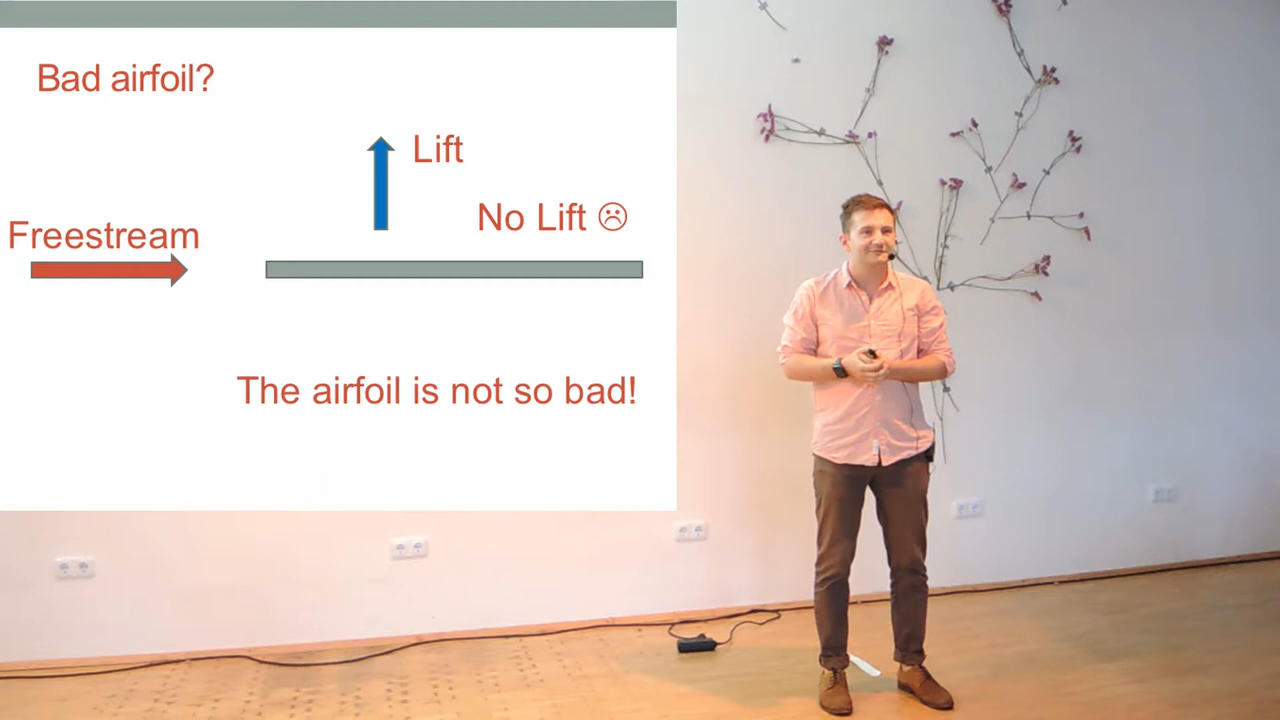 Bad airfoil?
Lift
No Lift ☹
Freestream
The airfoil is not so bad!